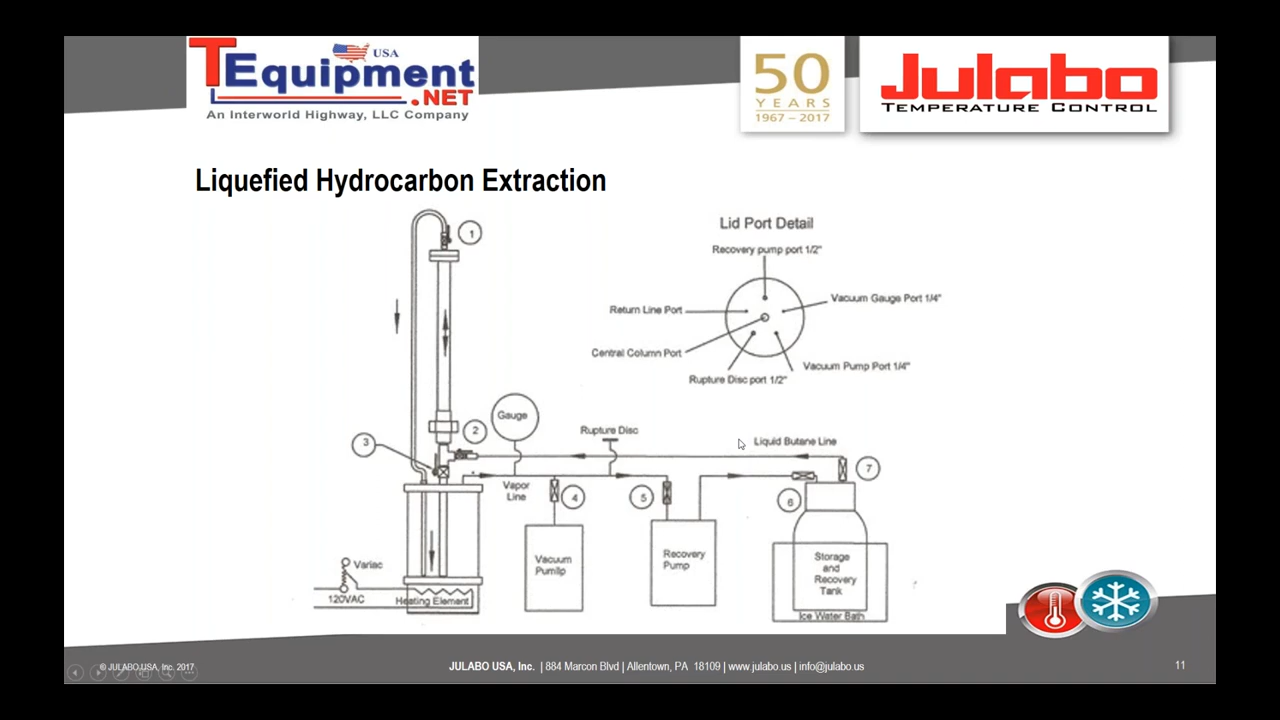 TEquipment
USA
.NET
An Interworld Highway, LLC Company
50
YEARS
1967 – 2017
Julabo
TEMPERATURE CONTROL
Liquefied Hydrocarbon Extraction
1
2
3
Gauge
Rupture Disc
Liquid Butane Line
Vapor
Line
4
5
6
7
Vacuum
Pumilp
Recovery
Pump
Storage
and
Recovery
Tank
Ice Water Bath
Variac
120VAC
Heating Element
Lid Port Detail
Recovery pump port 1/2"
Vacuum Gauge Port 1/4"
Return Line Port
Central Column Port
Vacuum Pump Port 1/4"
Rupture Disc port 1/2"
© JULABO USA, Inc. 2017
JULABO USA, Inc. | 884 Marcon Blvd | Allentown, PA 18109 | www.julabo.us | info@julabo.us
11